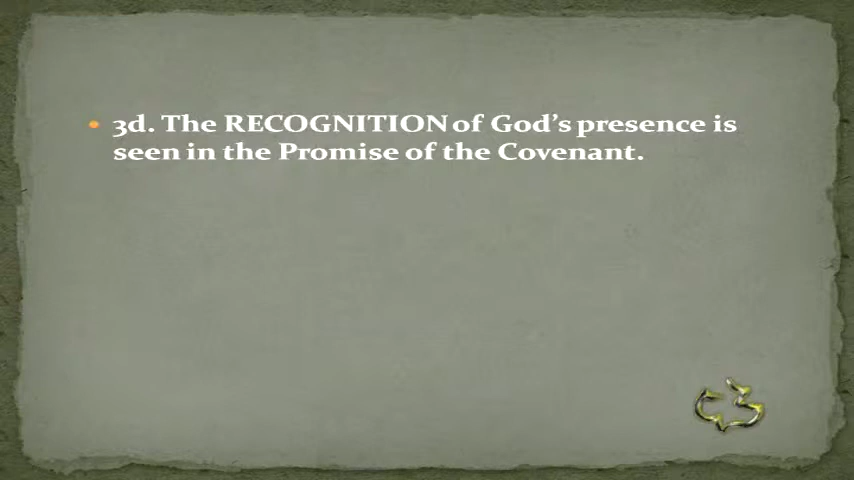 • 3d. The RECOGNITION of God's presence is
seen in the Promise of the Covenant.